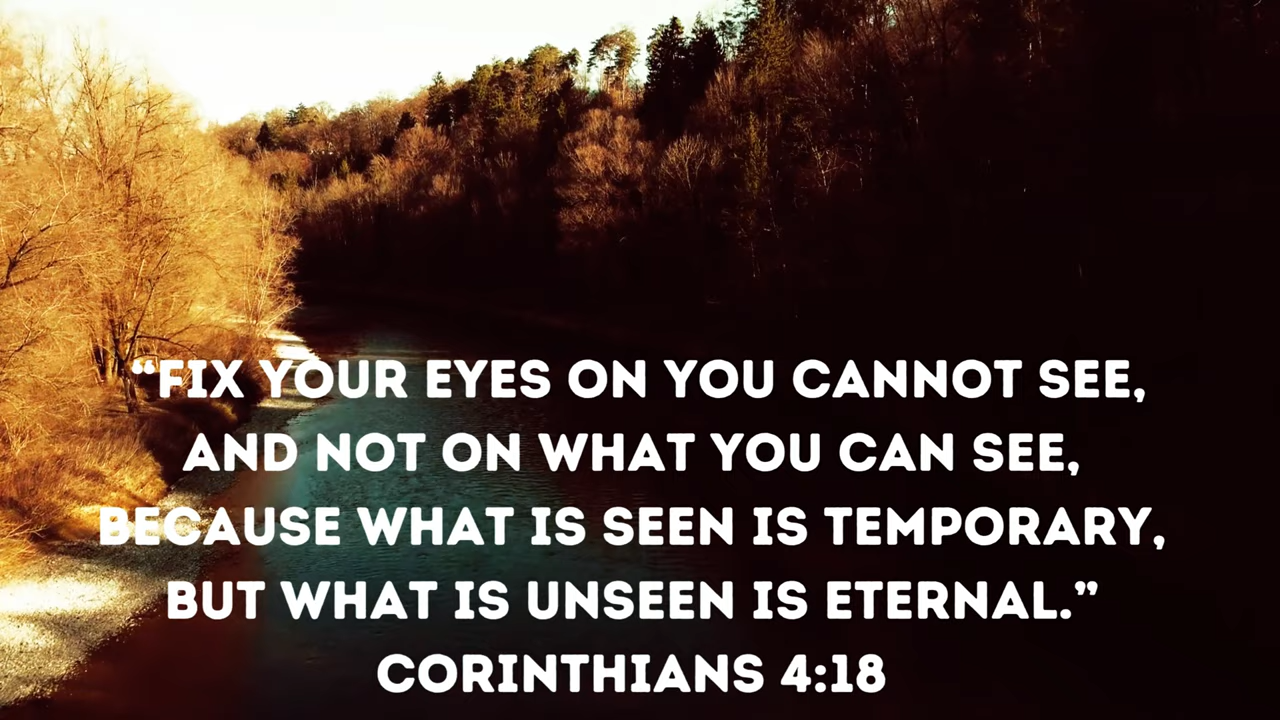 “FIX YOUR EYES ON YOU CANNOT SEE,
AND NOT ON WHAT YOU CAN SEE,
BECAUSE WHAT IS SEEN IS TEMPORARY,
BUT WHAT IS UNSEEN IS ETERNAL.”
CORINTHIANS 4:18